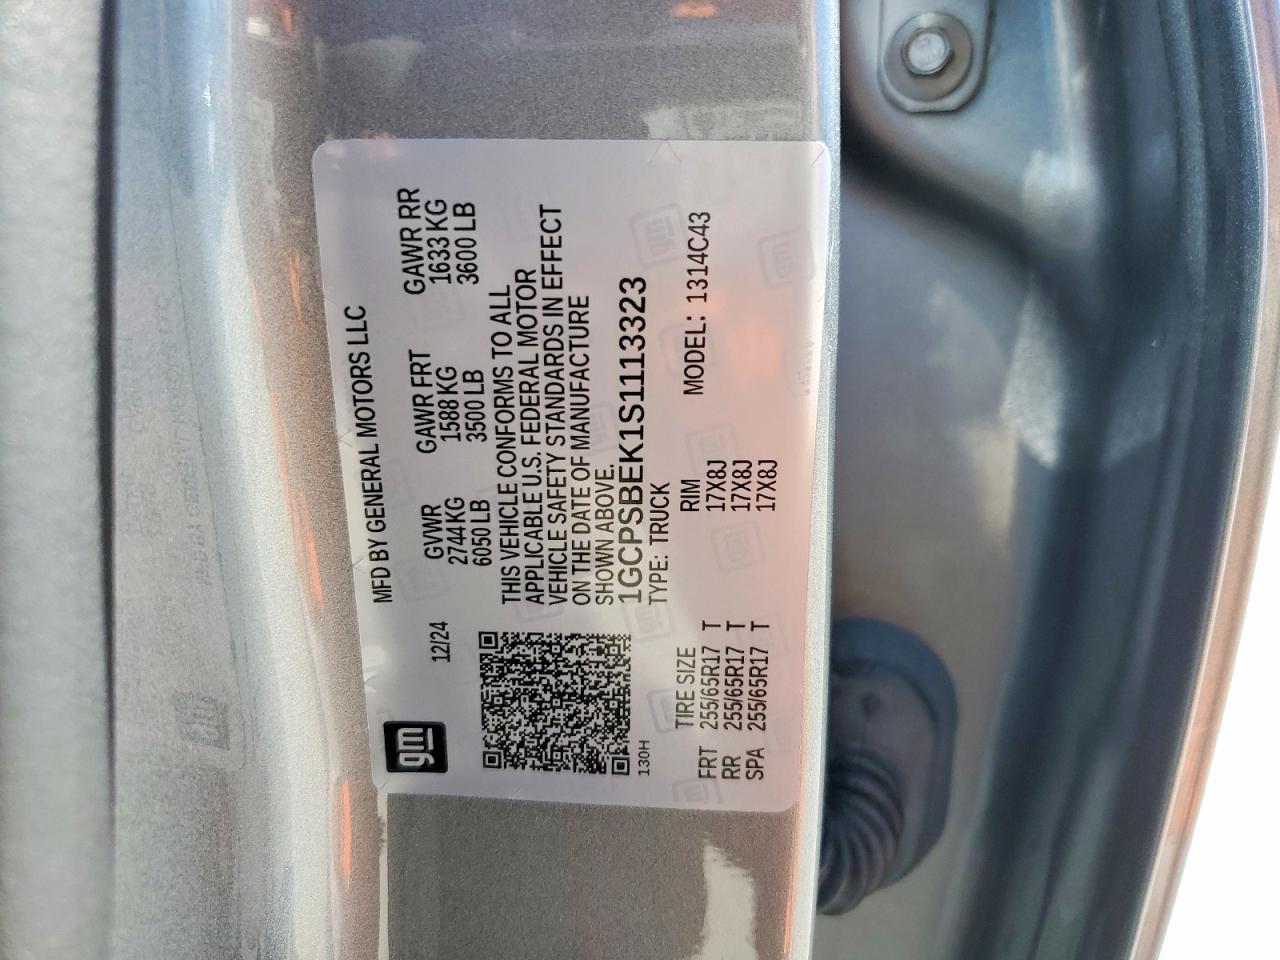 MFD BY GENERAL MOTORS LLC
gm
12/24
GVWR GAWR FRT GAWR RR
2744 KG 1588 KG 1633 KG
6050 LB 3500 LB 3600 LB
THIS VEHICLE CONFORMS TO ALL
APPLICABLE U.S. FEDERAL MOTOR
VEHICLE SAFETY STANDARDS IN EFFECT
ON THE DATE OF MANUFACTURE
SHOWN ABOVE.
1GCPSBEK1S1113323
130H
TYPE: TRUCK
TIRE SIZE RIM MODEL: 1314C43
FRT 255/65R17 T 17X8J
RR 255/65R17 T 17X8J
SPA 255/65R17 T 17X8J